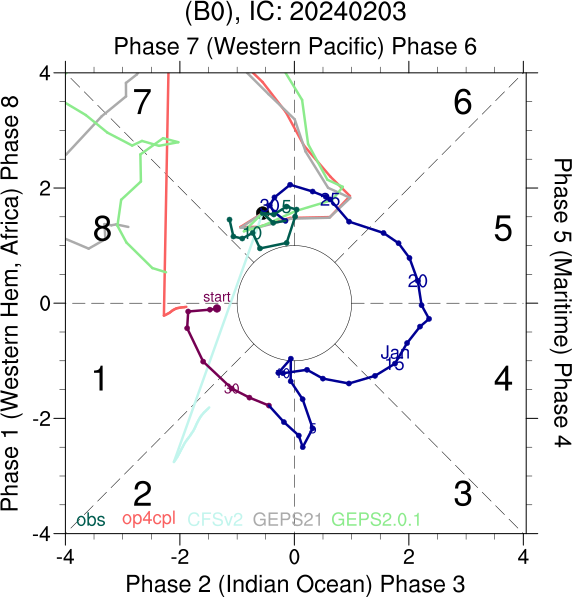 (B0), IC: 20240203
Phase 7 (Western Pacific) Phase 6
Phase 1 (Western Hem, Africa) Phase 8
Phase 5 (Maritime) Phase 4
4
2
0
-2
-4
7
6
8
5
1
4
2
3
30
5
25
10
20
start
Jan
15
10
30
5
obs op4cpl CFSv2 GEPS21 GEPS2.0.1
-4 -2 0 2 4
Phase 2 (Indian Ocean) Phase 3